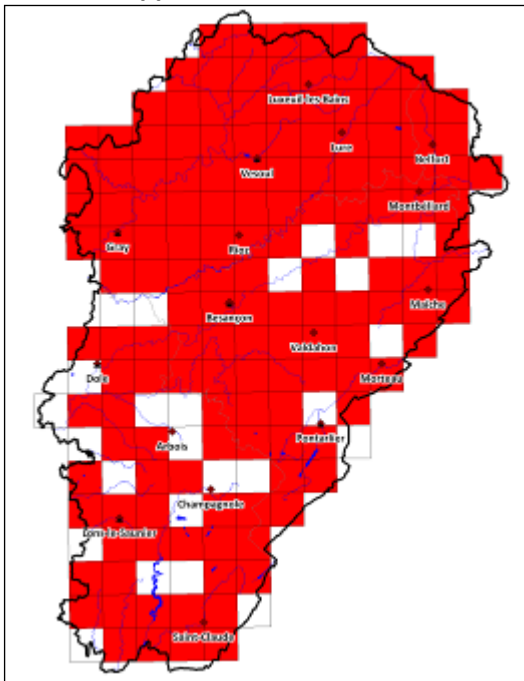 Luxeuil-les-Bains
Lure
Belfort
Vesoul
Montbéliard
Gray
Rioz
Maîche
Besançon
Valdahon
Morteau
Dole
Pontarlier
Arbois
Champagnole
Lons-le-Saunier
Saint-Claude